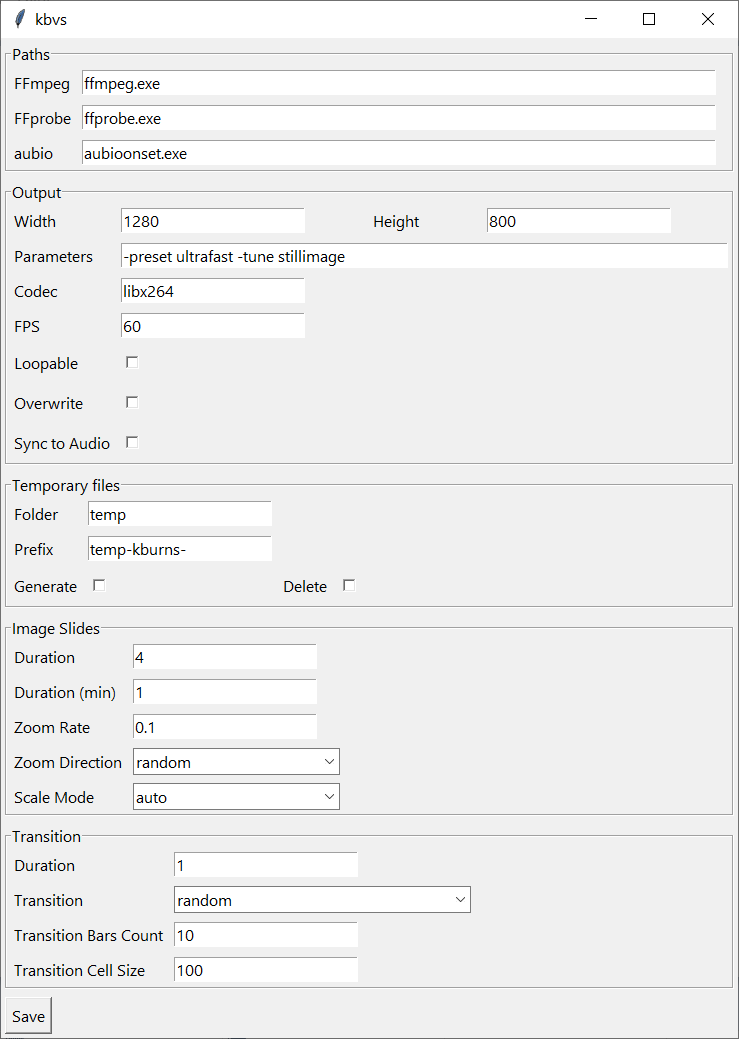 kbvs
Paths
FFmpeg ffmpeg.exe
FFprobe ffprobe.exe
aubio aubioonset.exe
Output
Width 1280 Height 800
Parameters -preset ultrafast -tune stillimage
Codec libx264
FPS 60
Loopable
Overwrite
Sync to Audio
Temporary files
Folder temp
Prefix temp-kburns-
Generate Delete
Image Slides
Duration 4
Duration (min) 1
Zoom Rate 0.1
Zoom Direction random
Scale Mode auto
Transition
Duration 1
Transition random
Transition Bars Count 10
Transition Cell Size 100
Save